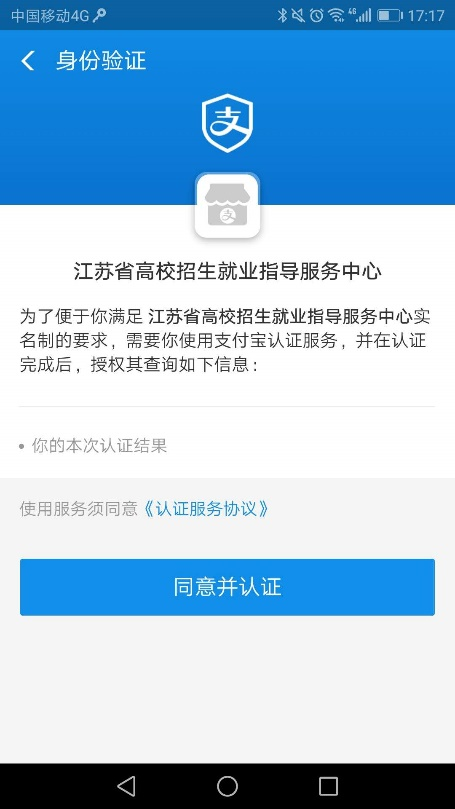 中国移动4G
4G
17:17
身份验证
支
支
江苏省高校招生就业指导服务中心
为了便于你满足 江苏省高校招生就业指导服务中心实
名制的要求，需要你使用支付宝认证服务，并在认证
完成后，授权其查询如下信息：
• 你的本次认证结果
使用服务须同意《认证服务协议》
同意并认证